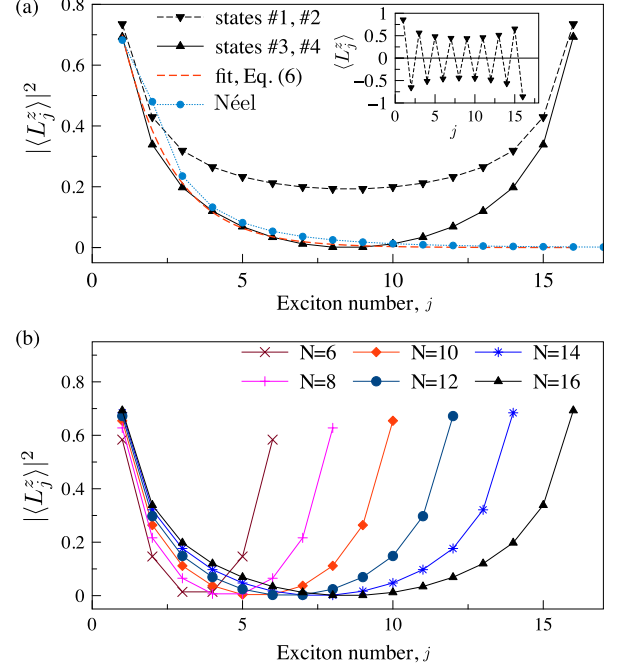 (a)
states #1, #2
states #3, #4
fit, Eq. (6)
Néel
|⟨L_j^z⟩|²
0.8
0.6
0.4
0.2
0
0 5 10 15
Exciton number, j
⟨L_j^z⟩
1
0.5
0
−0.5
−1
0 5 10 15
j
(b)
N=6 N=10 N=14
N=8 N=12 N=16
|⟨L_j^z⟩|²
0.8
0.6
0.4
0.2
0
0 5 10 15
Exciton number, j